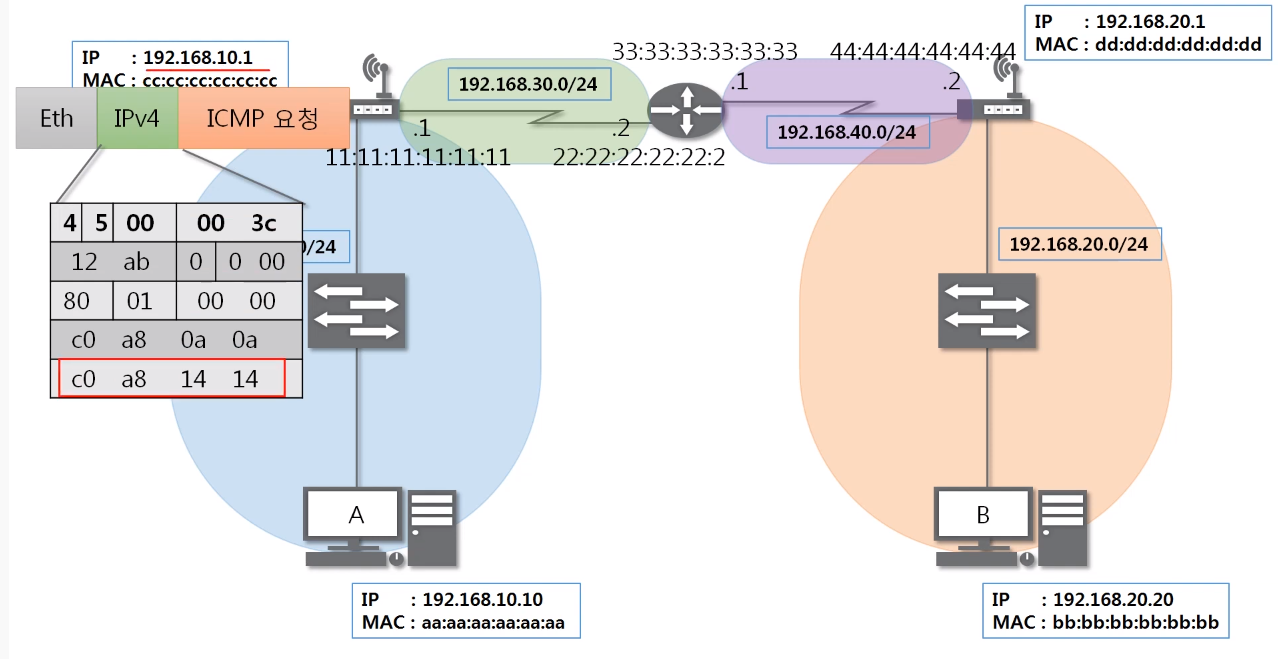 IP : 192.168.10.1
MAC : cc:cc:cc:cc:cc:cc
Eth IPv4 ICMP 요청
4 5 00 00 3c
12 ab 0 0 00
80 01 00 00
c0 a8 0a 0a
c0 a8 14 14
0/24
192.168.30.0/24
.1
.2
11:11:11:11:11:11
22:22:22:22:22:2
33:33:33:33:33:33
44:44:44:44:44:44
.1
.2
192.168.40.0/24
IP : 192.168.20.1
MAC : dd:dd:dd:dd:dd:dd
192.168.20.0/24
A
B
IP : 192.168.10.10
MAC : aa:aa:aa:aa:aa:aa
IP : 192.168.20.20
MAC : bb:bb:bb:bb:bb:bb